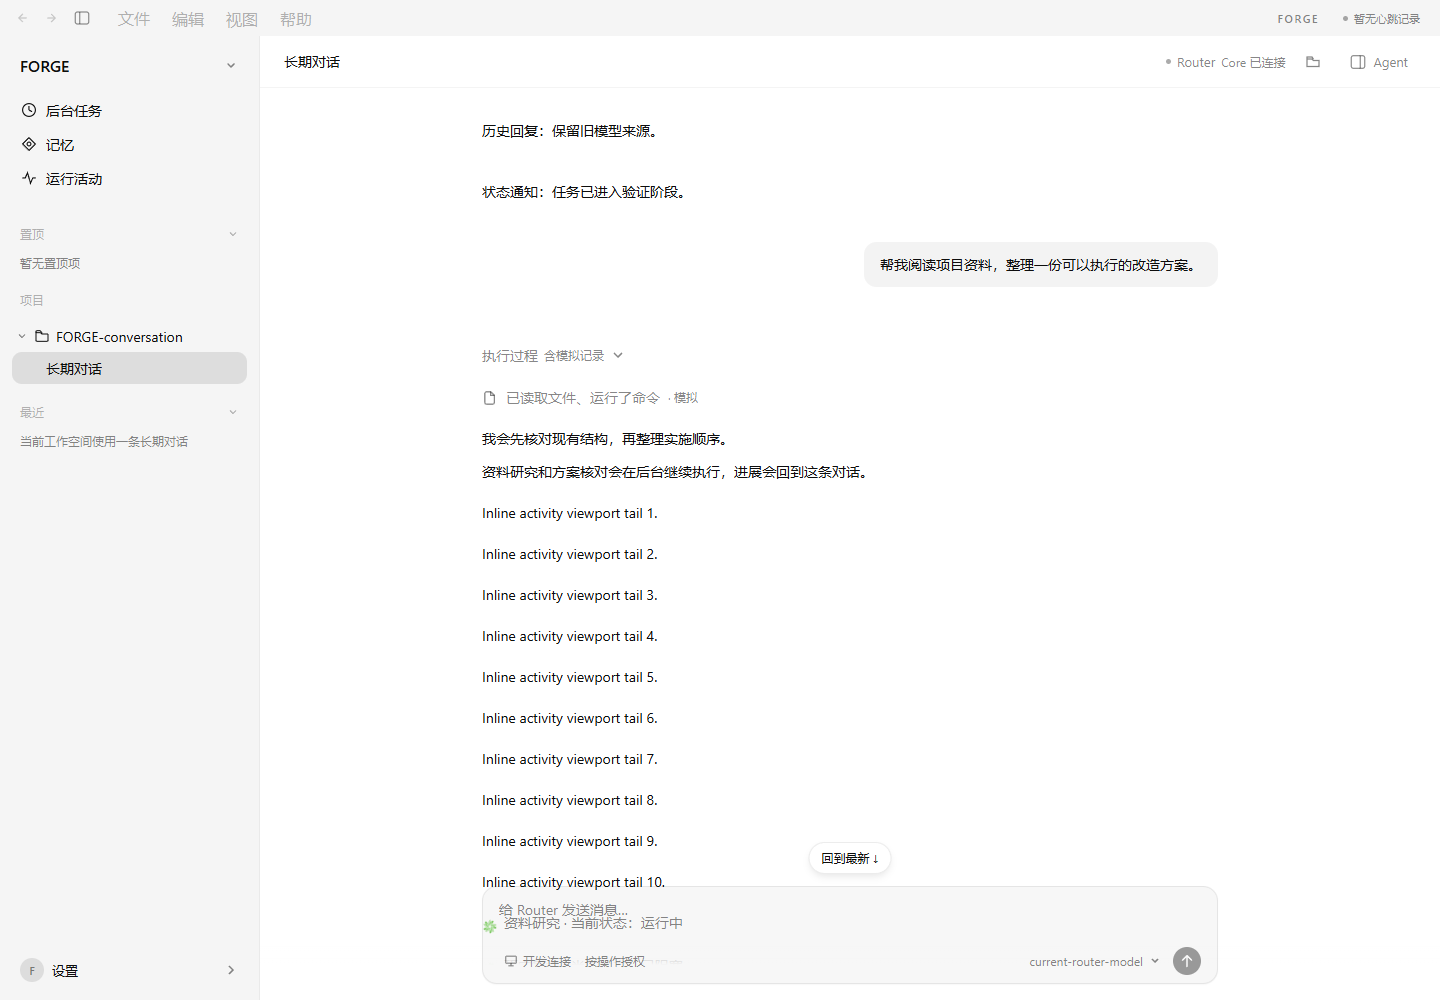 文件 编辑 视图 帮助
FORGE 暂无心跳记录
FORGE
后台任务
记忆
运行活动
置顶
暂无置顶项
项目
FORGE-conversation
长期对话
最近
当前工作空间使用一条长期对话
F 设置
长期对话
Router Core 已连接 Agent
历史回复：保留旧模型来源。
状态通知：任务已进入验证阶段。
帮我阅读项目资料，整理一份可以执行的改造方案。
执行过程 含模拟记录
已读取文件、运行了命令 · 模拟
我会先核对现有结构，再整理实施顺序。
资料研究和方案核对会在后台继续执行，进展会回到这条对话。
Inline activity viewport tail 1.
Inline activity viewport tail 2.
Inline activity viewport tail 3.
Inline activity viewport tail 4.
Inline activity viewport tail 5.
Inline activity viewport tail 6.
Inline activity viewport tail 7.
Inline activity viewport tail 8.
Inline activity viewport tail 9.
回到最新 ↓
Inline activity viewport tail 10.
给 Router 发送消息...
资料研究 · 当前状态：运行中
开发连接 按操作授权
current-router-model